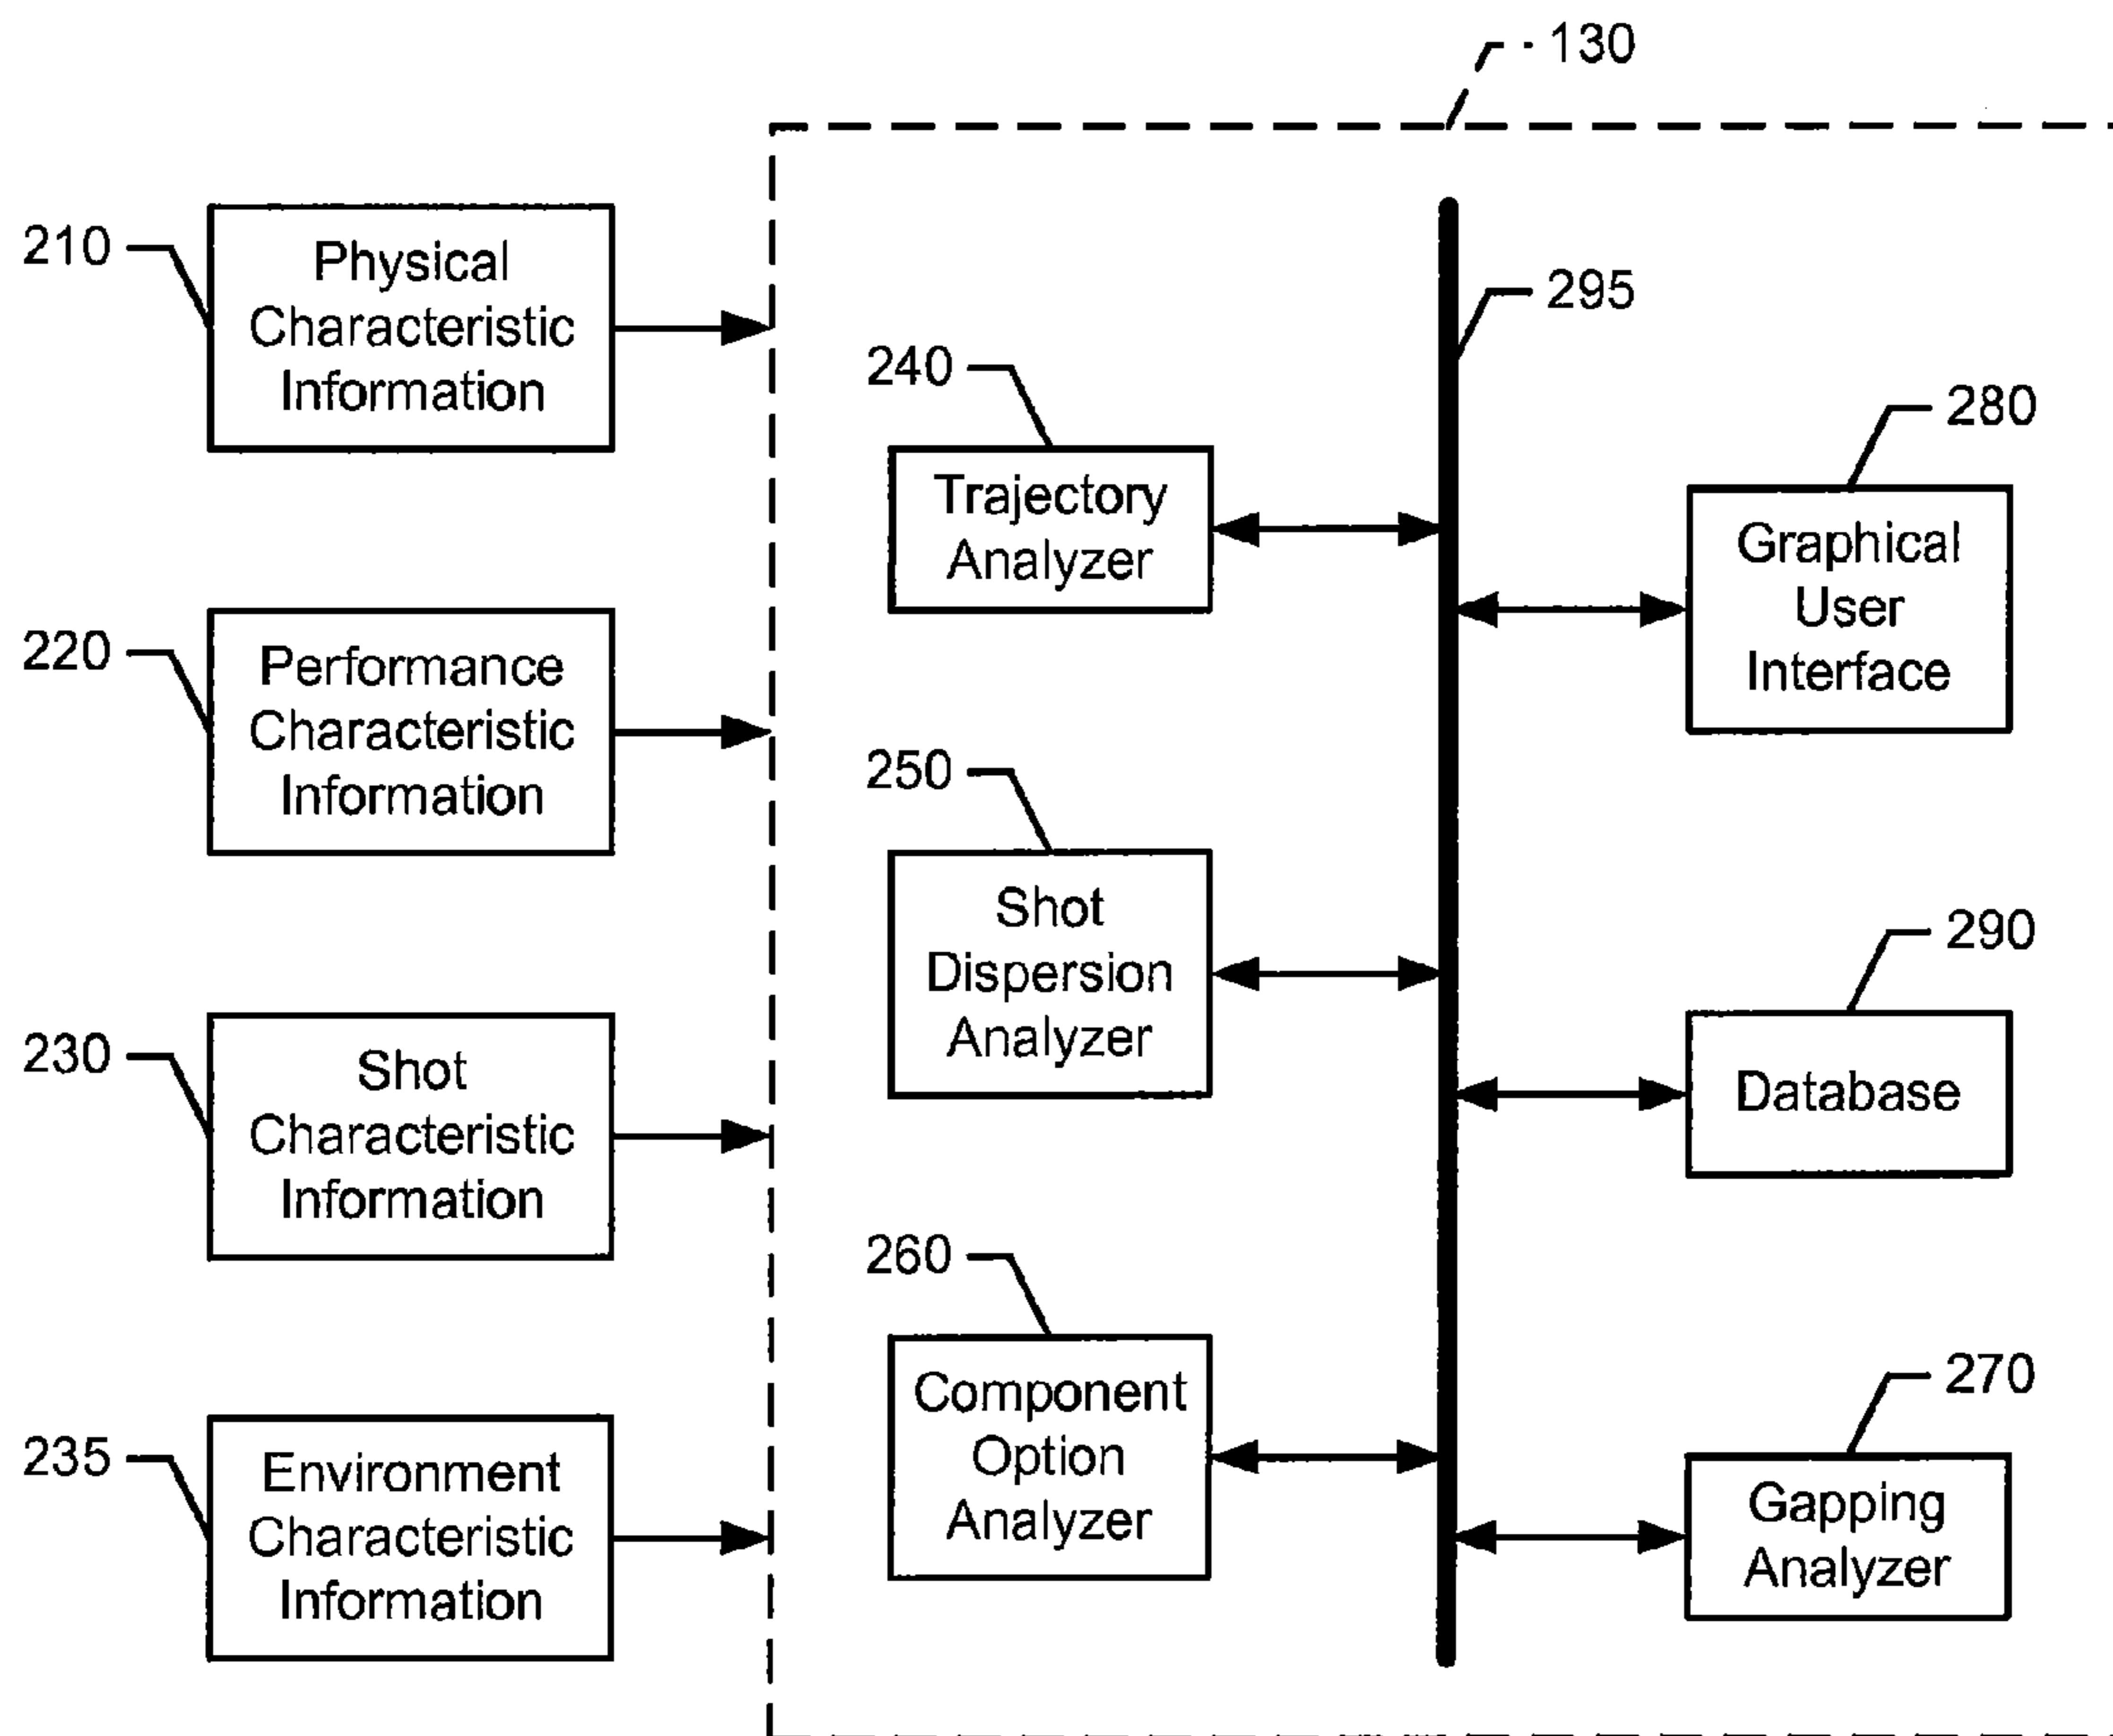 130
210
Physical
Characteristic
Information
295
240
Trajectory
Analyzer
280
Graphical
User
Interface
220
Performance
Characteristic
Information
250
Shot
Dispersion
Analyzer
290
Database
230
Shot
Characteristic
Information
260
Component
Option
Analyzer
270
Gapping
Analyzer
235
Environment
Characteristic
Information